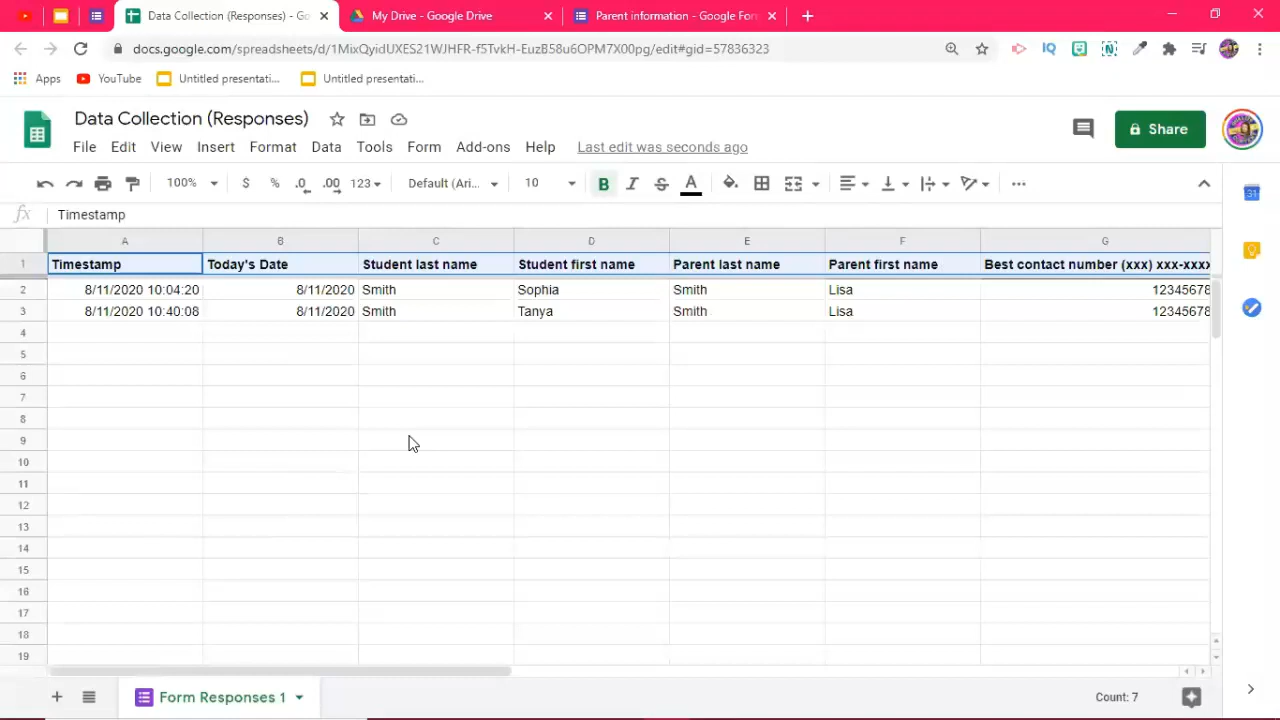 Data Collection (Responses) - Go
My Drive - Google Drive
Parent information - Google Form
docs.google.com/spreadsheets/d/1MixQyidUXES21WJHFR-f5TvkH-EuzB58u6OPM7X00pg/edit#gid=57836323
Apps YouTube Untitled presentati... Untitled presentati...
Data Collection (Responses)
File Edit View Insert Format Data Tools Form Add-ons Help Last edit was seconds ago
Share
100% $ % .0 .00 123 Default (Ari... 10 B I S A
fx Timestamp
A B C D E F G
1 Timestamp Today's Date Student last name Student first name Parent last name Parent first name Best contact number (xxx) xxx-xxxx
2 8/11/2020 10:04:20 8/11/2020 Smith Sophia Smith Lisa 12345678
3 8/11/2020 10:40:08 8/11/2020 Smith Tanya Smith Lisa 12345678
4
5
6
7
8
9
10
11
12
13
14
15
16
17
18
19
Form Responses 1
Count: 7